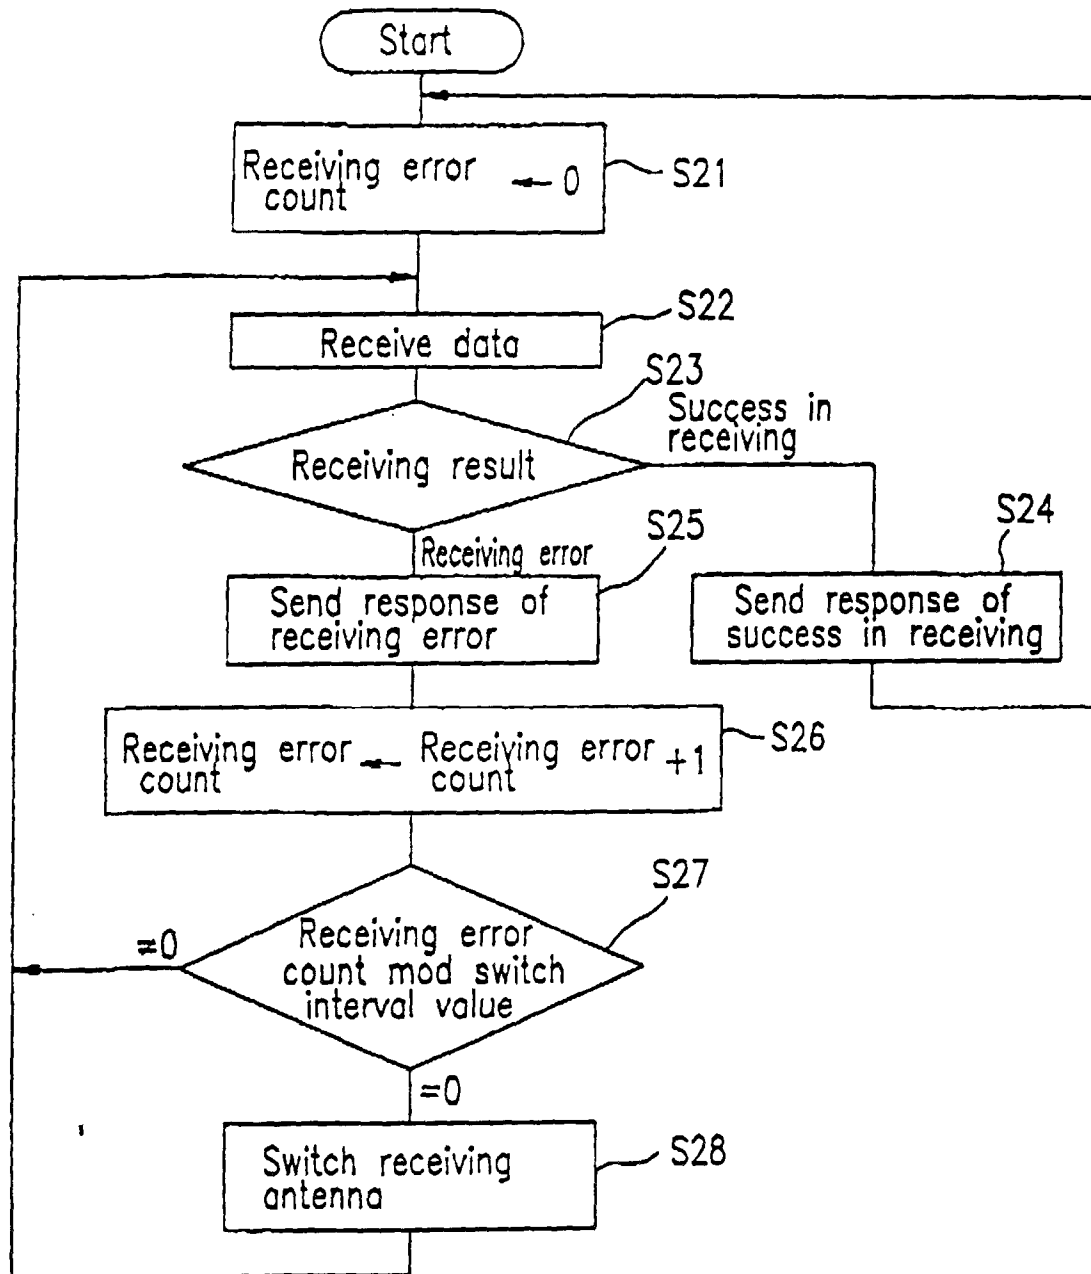 Start
Receiving error
count ← 0
S21
S22
Receive data
S23
Success in
receiving
Receiving result
S24
S25
Receiving error
Send response of
receiving error
Send response of
success in receiving
S26
Receiving error ← Receiving error +1
count count
S27
≠0
Receiving error
count mod switch
interval value
=0
Switch receiving
antenna
S28